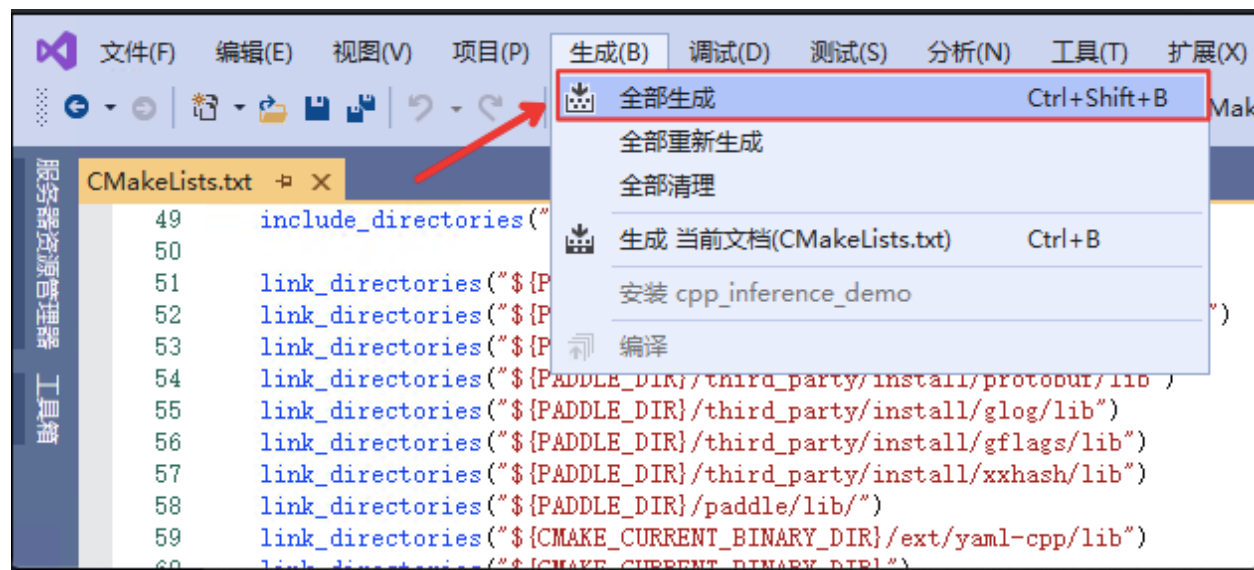 文件(F) 编辑(E) 视图(V) 项目(P) 生成(B) 调试(D) 测试(S) 分析(N) 工具(T) 扩展(X)
全部生成 Ctrl+Shift+B
Mak
全部重新生成
全部清理
生成 当前文档(CMakeLists.txt) Ctrl+B
安装 cpp_inference_demo
编译
服务器资源管理器
工具箱
CMakeLists.txt
49 include_directories("
50
51 link_directories("${P
52 link_directories("${P ")
53 link_directories("${P
54 link_directories("${PADDLE_DIR}/third_party/install/protobuf/lib")
55 link_directories("${PADDLE_DIR}/third_party/install/glog/lib")
56 link_directories("${PADDLE_DIR}/third_party/install/gflags/lib")
57 link_directories("${PADDLE_DIR}/third_party/install/xxhash/lib")
58 link_directories("${PADDLE_DIR}/paddle/lib/")
59 link_directories("${CMAKE_CURRENT_BINARY_DIR}/ext/yaml-cpp/lib")
60 link_directories("${CMAKE_CURRENT_BINARY_DIR}")